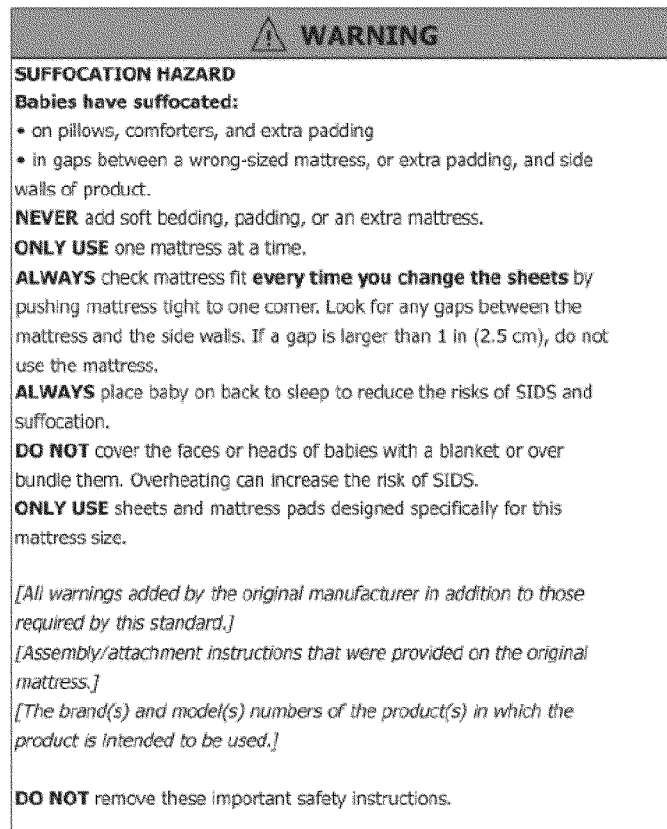 ⚠ WARNING
SUFFOCATION HAZARD
Babies have suffocated:
• on pillows, comforters, and extra padding
• in gaps between a wrong-sized mattress, or extra padding, and side
walls of product.
NEVER add soft bedding, padding, or an extra mattress.
ONLY USE one mattress at a time.
ALWAYS check mattress fit every time you change the sheets by
pushing mattress tight to one corner. Look for any gaps between the
mattress and the side walls. If a gap is larger than 1 in (2.5 cm), do not
use the mattress.
ALWAYS place baby on back to sleep to reduce the risks of SIDS and
suffocation.
DO NOT cover the faces or heads of babies with a blanket or over
bundle them. Overheating can increase the risk of SIDS.
ONLY USE sheets and mattress pads designed specifically for this
mattress size.
[All warnings added by the original manufacturer in addition to those
required by this standard.]
[Assembly/attachment instructions that were provided on the original
mattress.]
[The brand(s) and model(s) numbers of the product(s) in which the
product is intended to be used.]
DO NOT remove these important safety instructions.